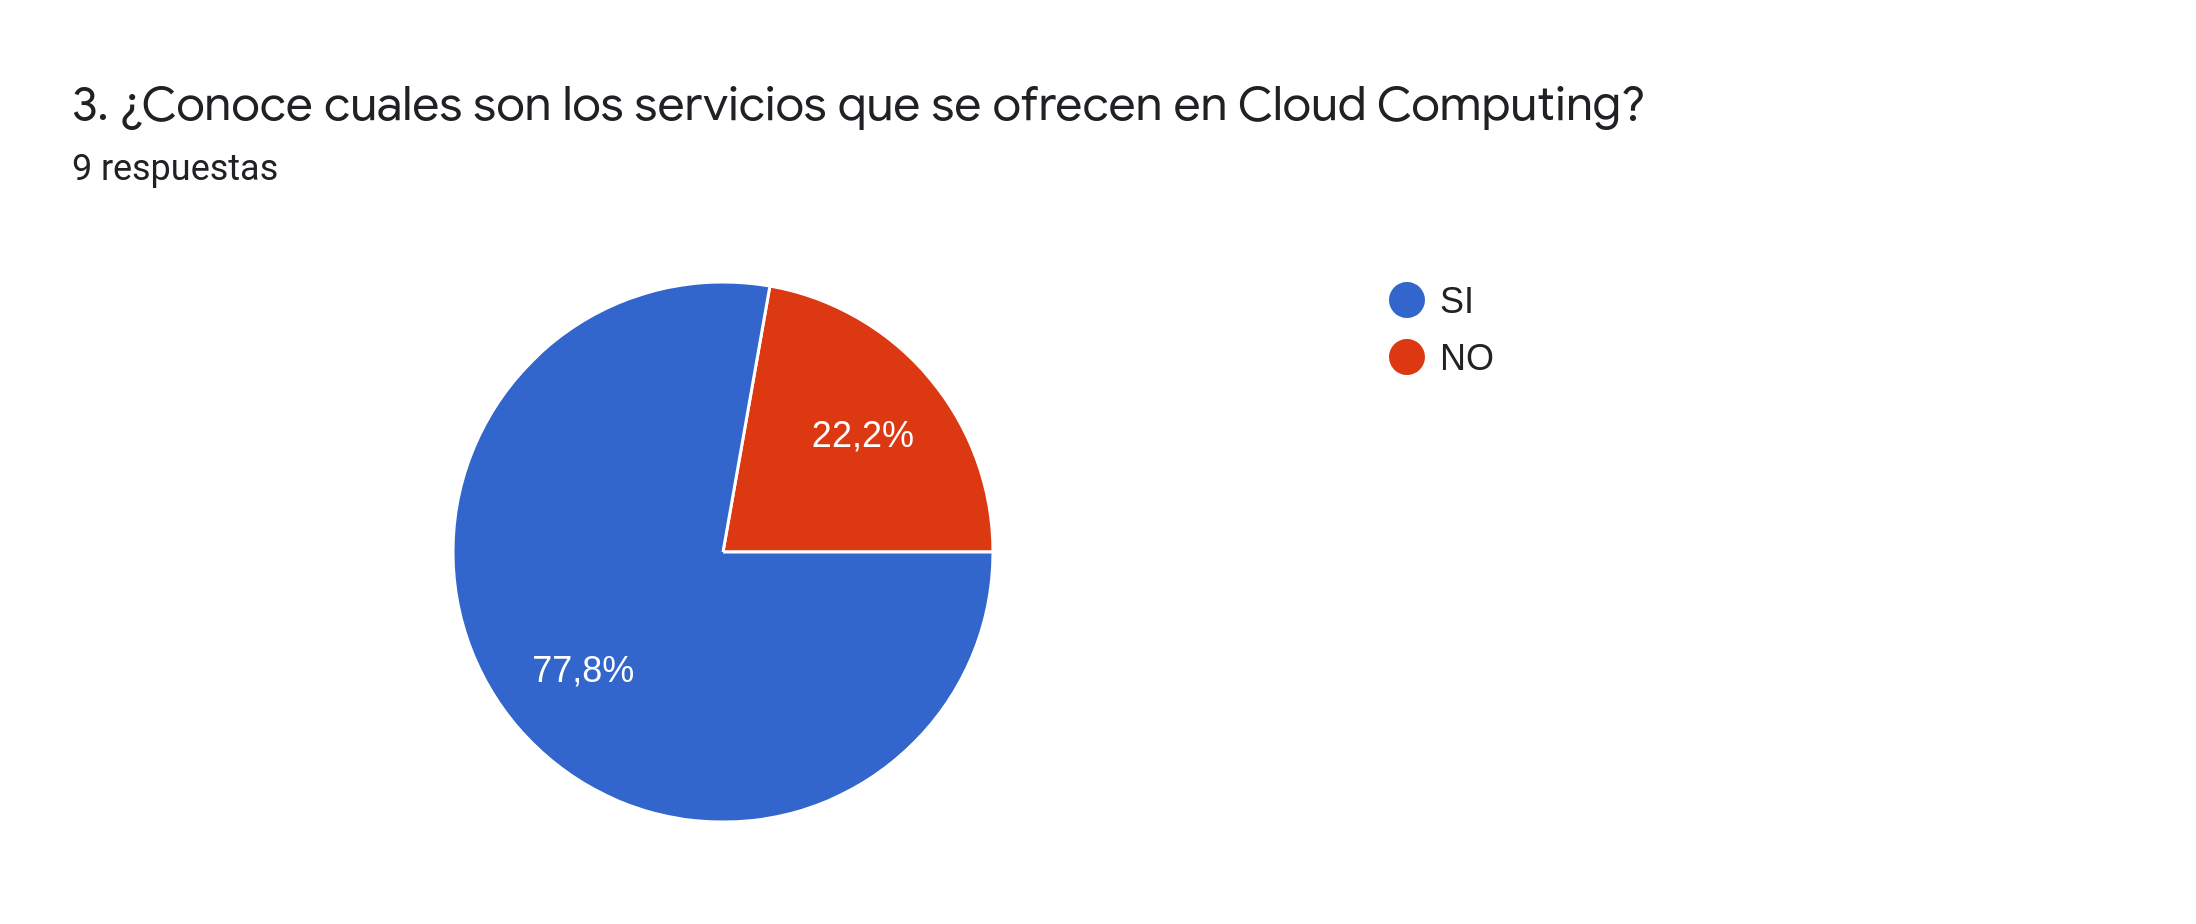 3. ¿Conoce cuales son los servicios que se ofrecen en Cloud Computing?
9 respuestas
SI
NO
22,2%
77,8%